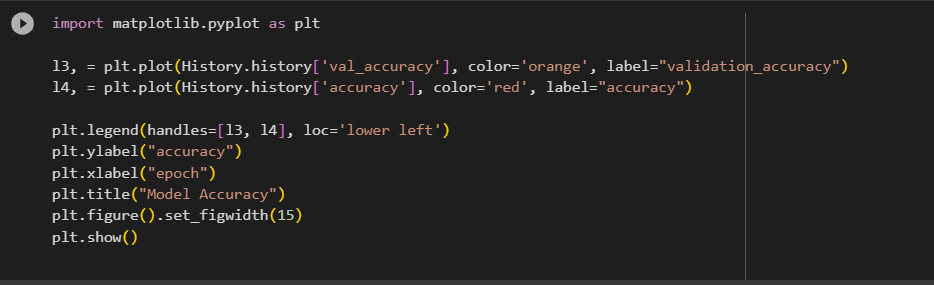 import matplotlib.pyplot as plt
l3, = plt.plot(History.history['val_accuracy'], color='orange', label="validation_accuracy")
l4, = plt.plot(History.history['accuracy'], color='red', label="accuracy")
plt.legend(handles=[l3, l4], loc='lower left')
plt.ylabel("accuracy")
plt.xlabel("epoch")
plt.title("Model Accuracy")
plt.figure().set_figwidth(15)
plt.show()